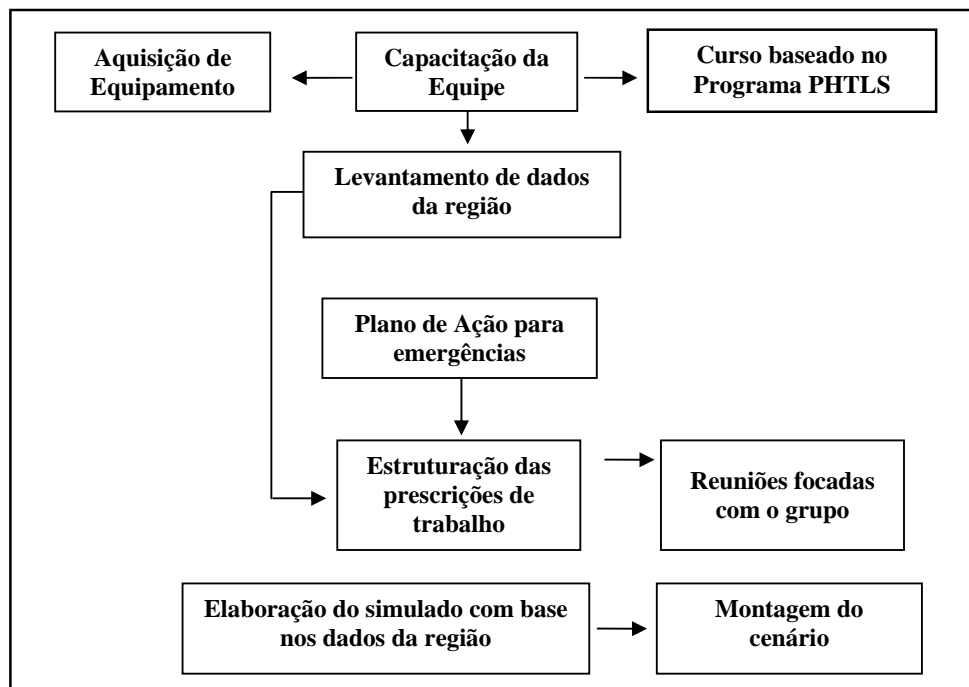 Aquisição de
Equipamento
Capacitação da
Equipe
Curso baseado no
Programa PHTLS
Levantamento de dados
da região
Plano de Ação para
emergências
Estruturação das
prescrições de
trabalho
Reuniões focadas
com o grupo
Elaboração do simulado com base
nos dados da região
Montagem do
cenário